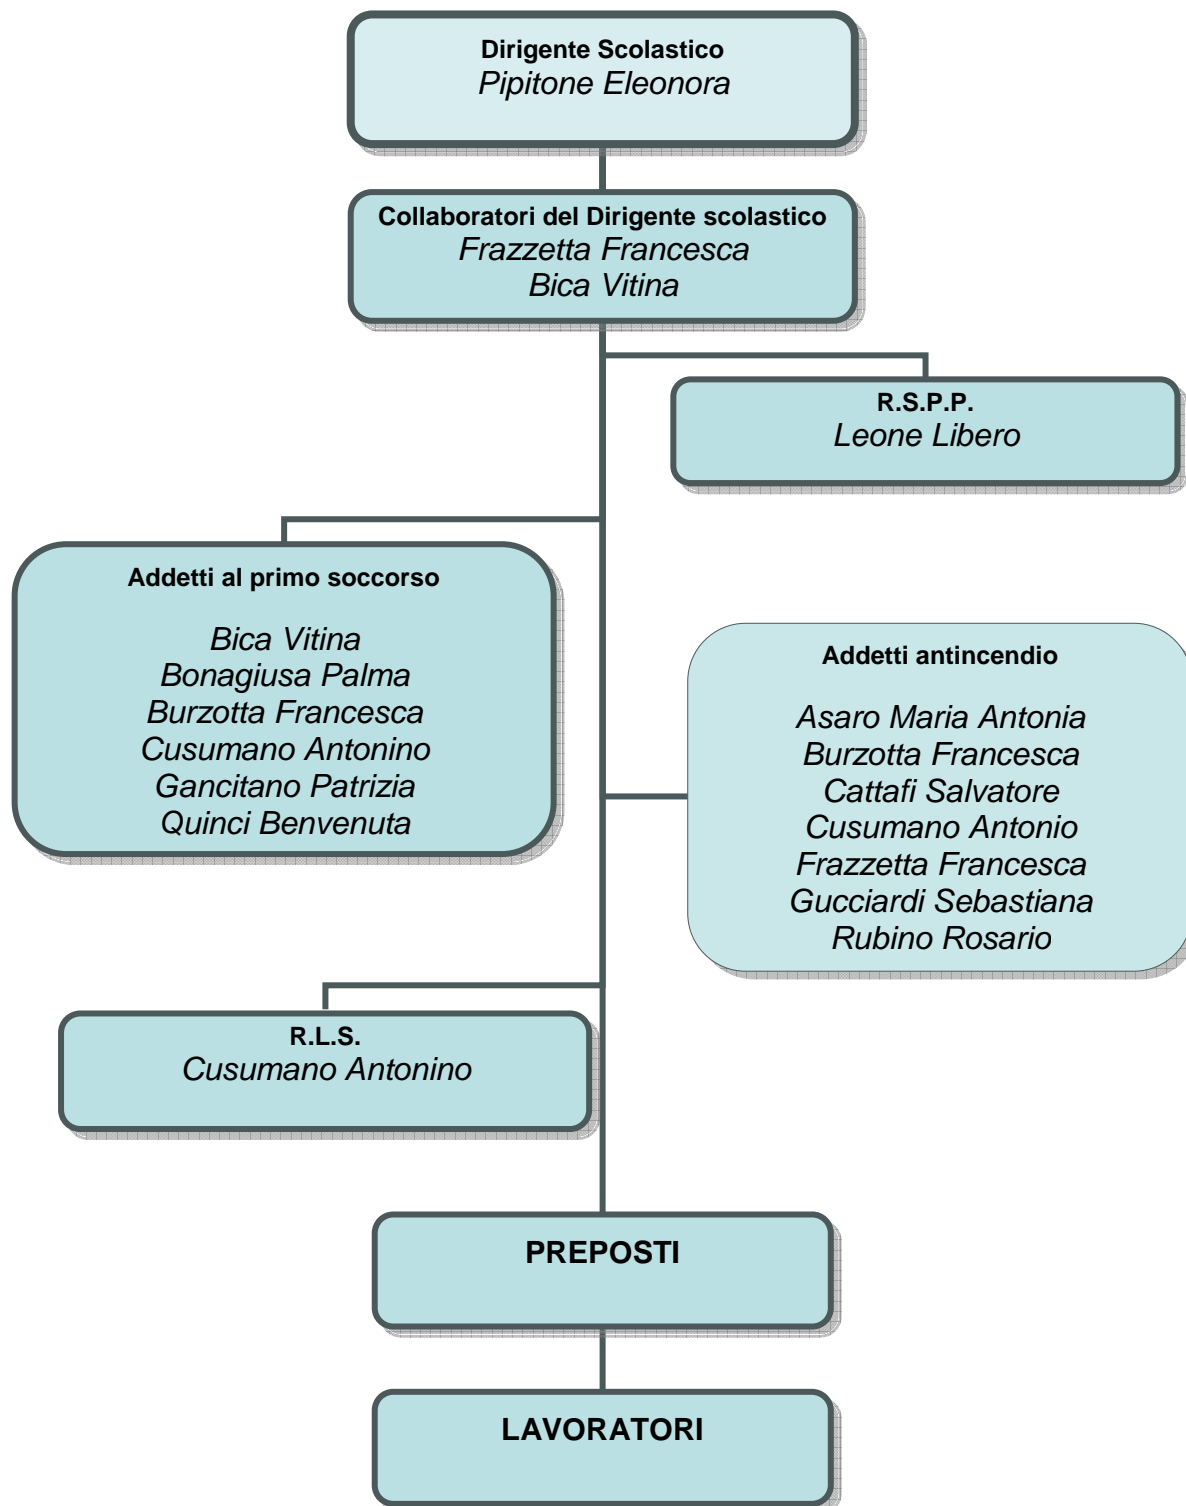 Dirigente Scolastico
Pipitone Eleonora
Collaboratori del Dirigente scolastico
Frazzetta Francesca
Bica Vitina
R.S.P.P.
Leone Libero
Addetti al primo soccorso
Bica Vitina
Bonagiusa Palma
Burzotta Francesca
Cusumano Antonino
Gancitano Patrizia
Quinci Benvenuta
Addetti antincendio
Asaro Maria Antonia
Burzotta Francesca
Cattafi Salvatore
Cusumano Antonio
Frazzetta Francesca
Gucciardi Sebastiana
Rubino Rosario
R.L.S.
Cusumano Antonino
PREPOSTI
LAVORATORI